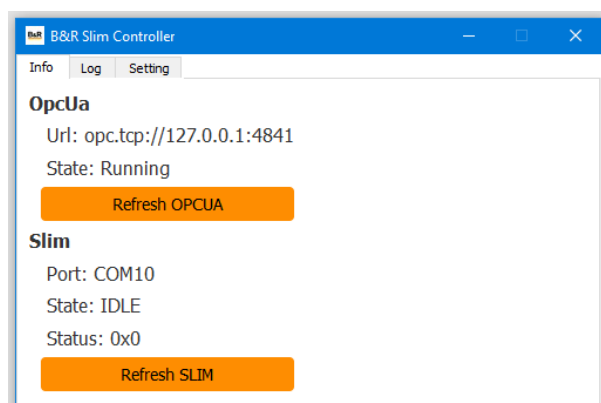 B&R B&R Slim Controller
Info Log Setting
OpcUa
Url: opc.tcp://127.0.0.1:4841
State: Running
Refresh OPCUA
Slim
Port: COM10
State: IDLE
Status: 0x0
Refresh SLIM